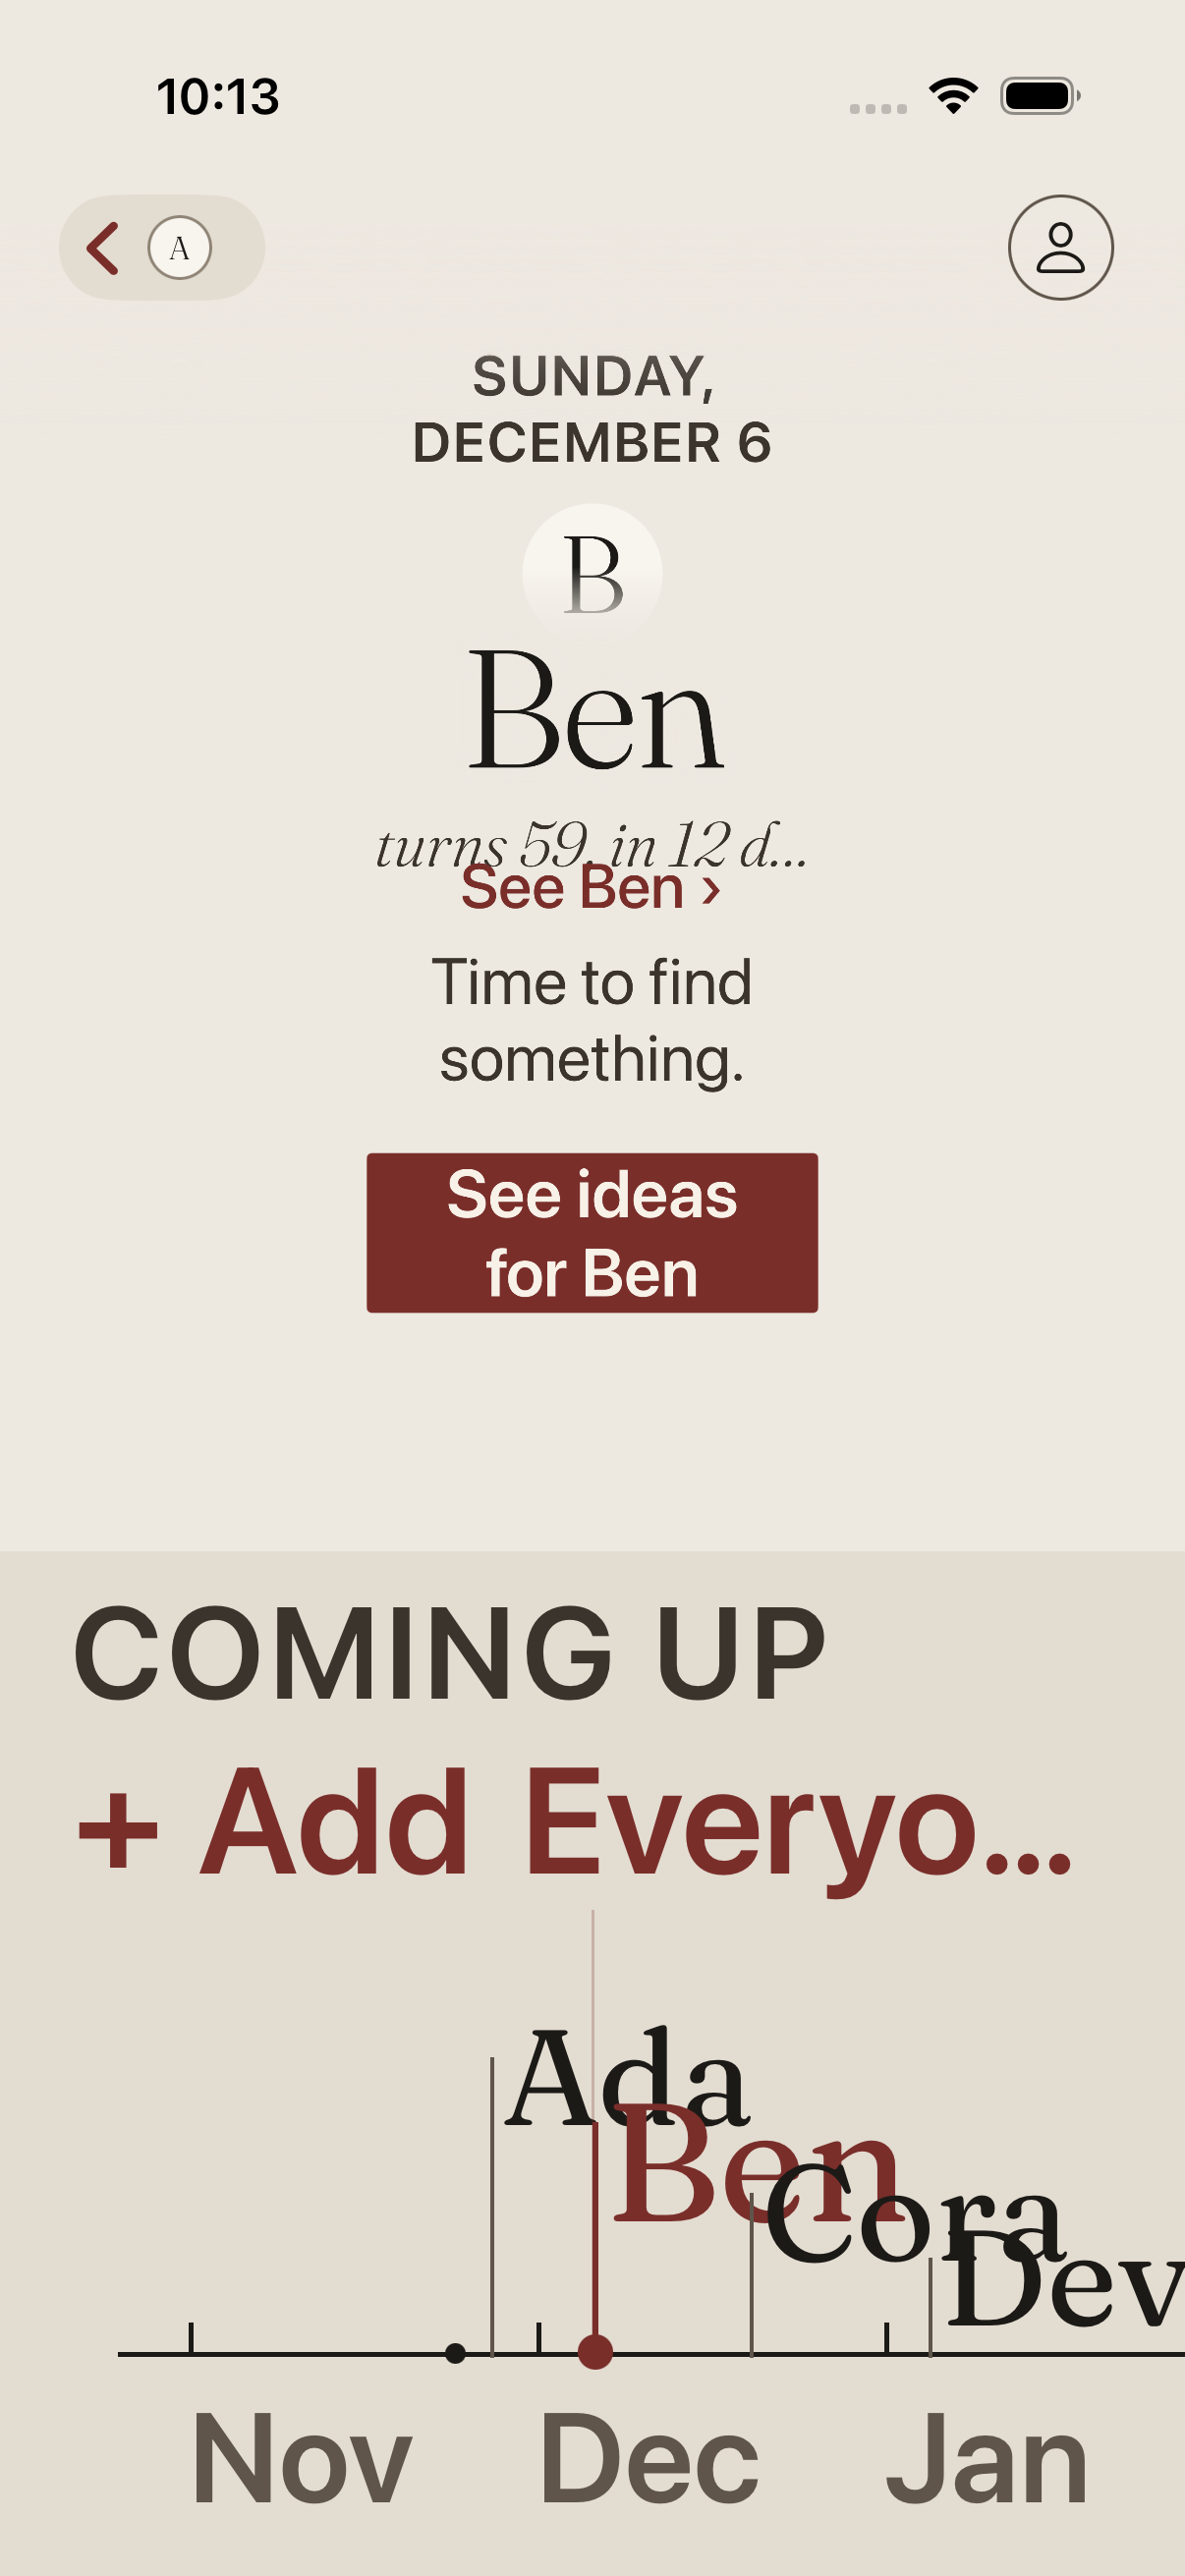 10:13
A
SUNDAY,
DECEMBER 6
B
Ben
turns 59, in 12 d...
See Ben ›
Time to find
something.
See ideas
for Ben
COMING UP
+ Add Everyo...
Ada
Ben
Cora
Dev
Nov Dec Jan